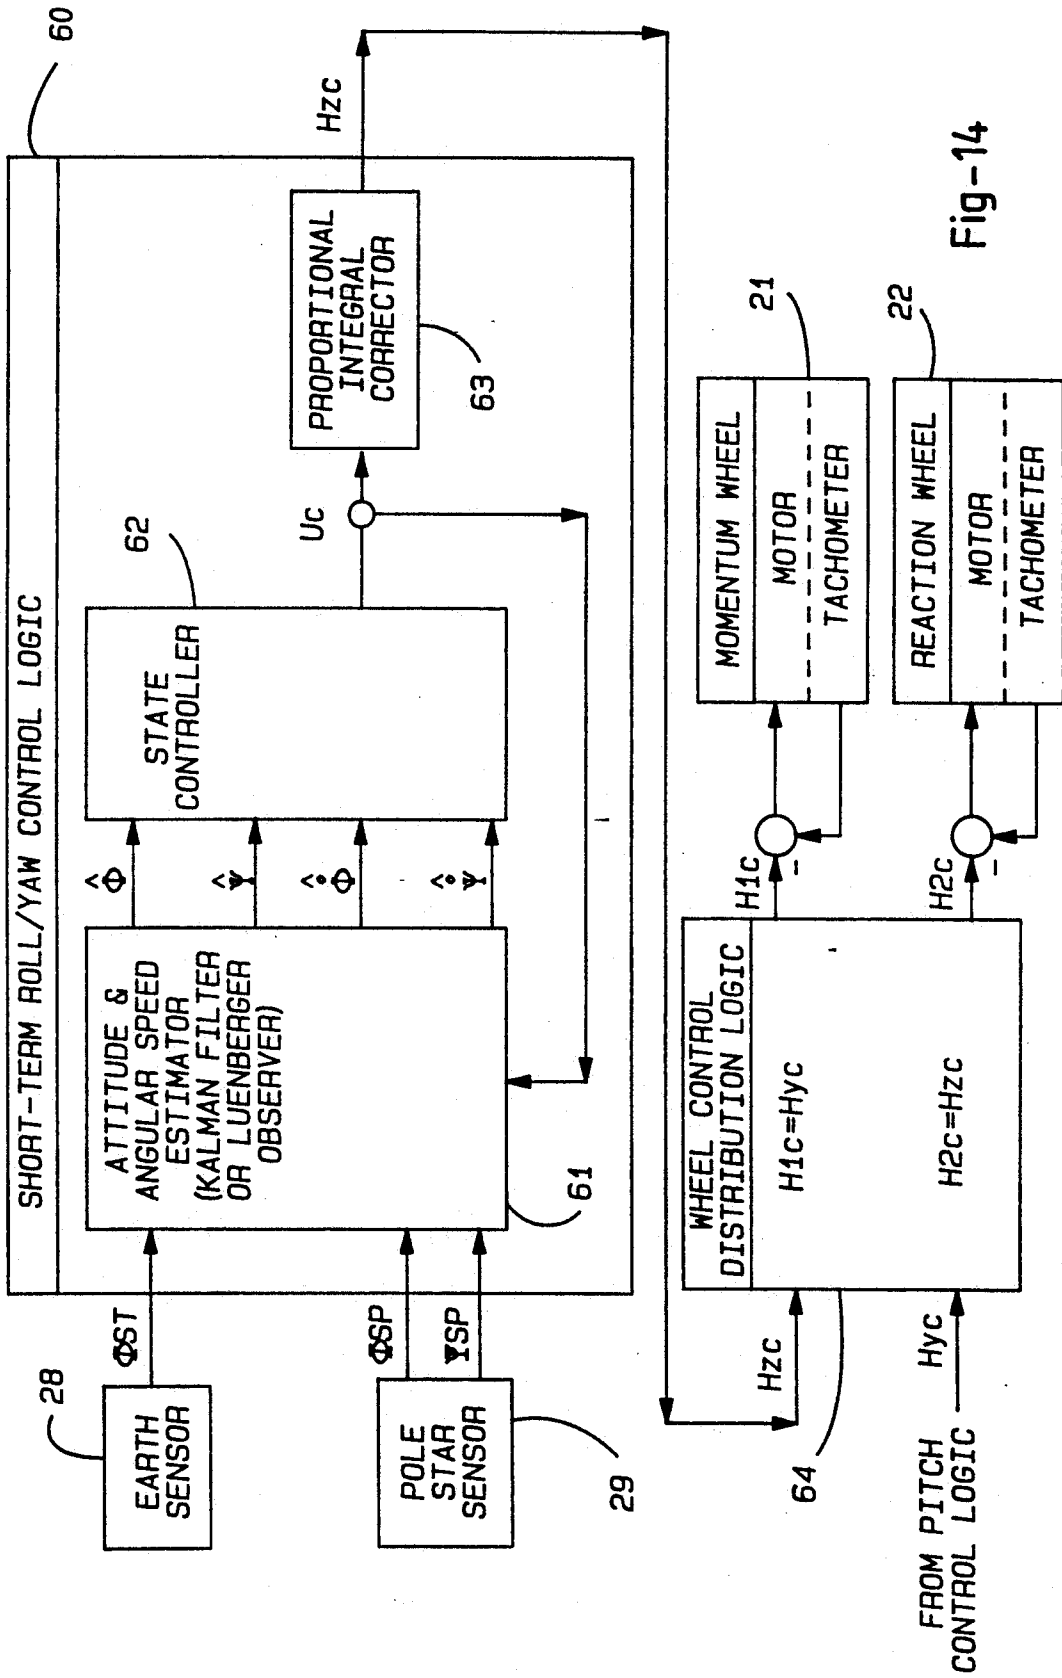 SHORT-TERM ROLL/YAW CONTROL LOGIC
60
28
EARTH
SENSOR
ΦST
POLE
STAR
SENSOR
29
ΦSP
ΨSP
ATTITUDE &
ANGULAR SPEED
ESTIMATOR
(KALMAN FILTER
OR LUENBERGER
OBSERVER)
61
Φ̂
Ψ̂
Φ̇̂
Ψ̇̂
STATE
CONTROLLER
62
Uc
PROPORTIONAL
INTEGRAL
CORRECTOR
63
Hzc
WHEEL CONTROL
DISTRIBUTION LOGIC
H1c=Hyc
H2c=Hzc
Hzc
64
FROM PITCH
CONTROL LOGIC
Hyc
H1c
-
H2c
-
MOMENTUM WHEEL
MOTOR
TACHOMETER
21
REACTION WHEEL
MOTOR
TACHOMETER
22
Fig-14